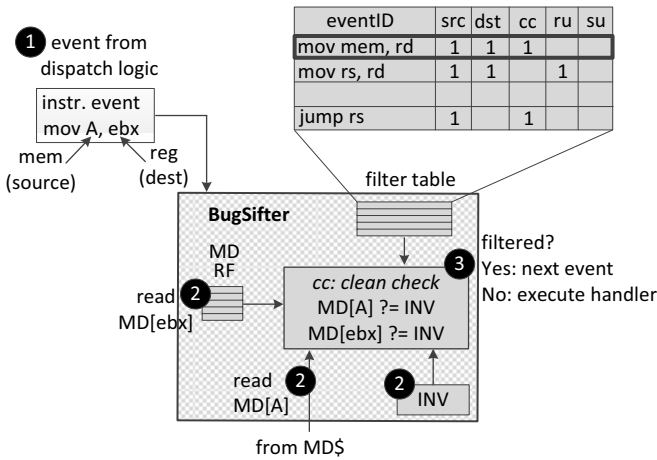 eventID src dst cc ru su
mov mem, rd 1 1 1
mov rs, rd 1 1 1
jump rs 1 1
1 event from
dispatch logic
instr. event
mov A, ebx
mem
(source)
reg
(dest)
filter table
BugSifter
MD
RF
2
read
MD[ebx]
cc: clean check
MD[A] ?= INV
MD[ebx] ?= INV
3
filtered?
Yes: next event
No: execute handler
read
MD[A]
2
2
INV
from MD$